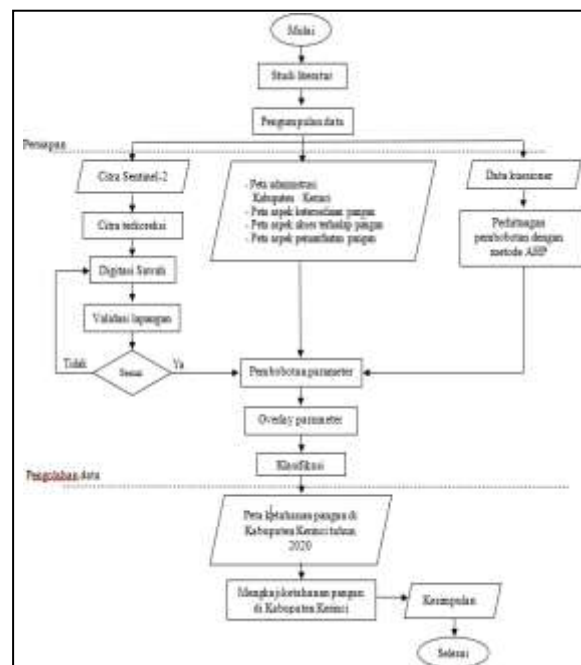 Mulai
Studi literatur
Pengumpulan data
Persiapan
Citra Sentinel-2
Citra terkoreksi
Digitasi Sawah
Validasi lapangan
Tidak
Sesuai
Ya
- Peta administrasi
Kabupaten Kerinci
- Peta aspek ketersediaan pangan
- Peta aspek akses terhadap pangan
- Peta aspek pemanfaatan pangan
Data kuesioner
Perhitungan
pembobotan dengan
metode AHP
Pembobotan parameter
Overlay parameter
Klasifikasi
Pengolahan data
Peta ketahanan pangan di
Kabupaten Kerinci tahun
2020
Mengkaji ketahanan pangan
di Kabupaten Kerinci
Kesimpulan
Selesai